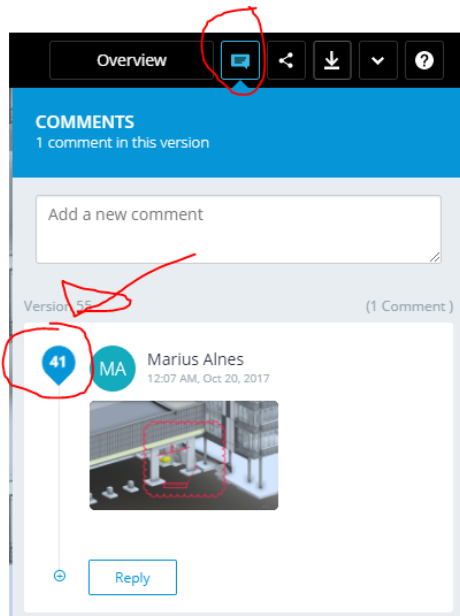 Overview
COMMENTS
1 comment in this version
Add a new comment
Version 55 (1 Comment )
41
MA
Marius Alnes
12:07 AM, Oct 20, 2017
Reply